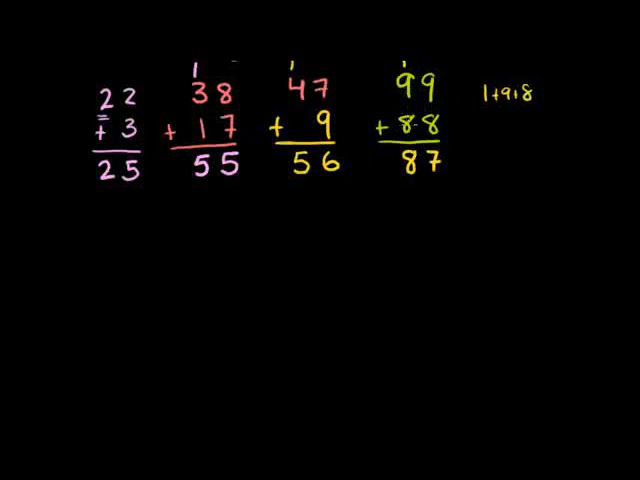 1 1 1
22 38 47 99 1+9+8
+ 3 + 17 + 9 + 88
25 55 56 87